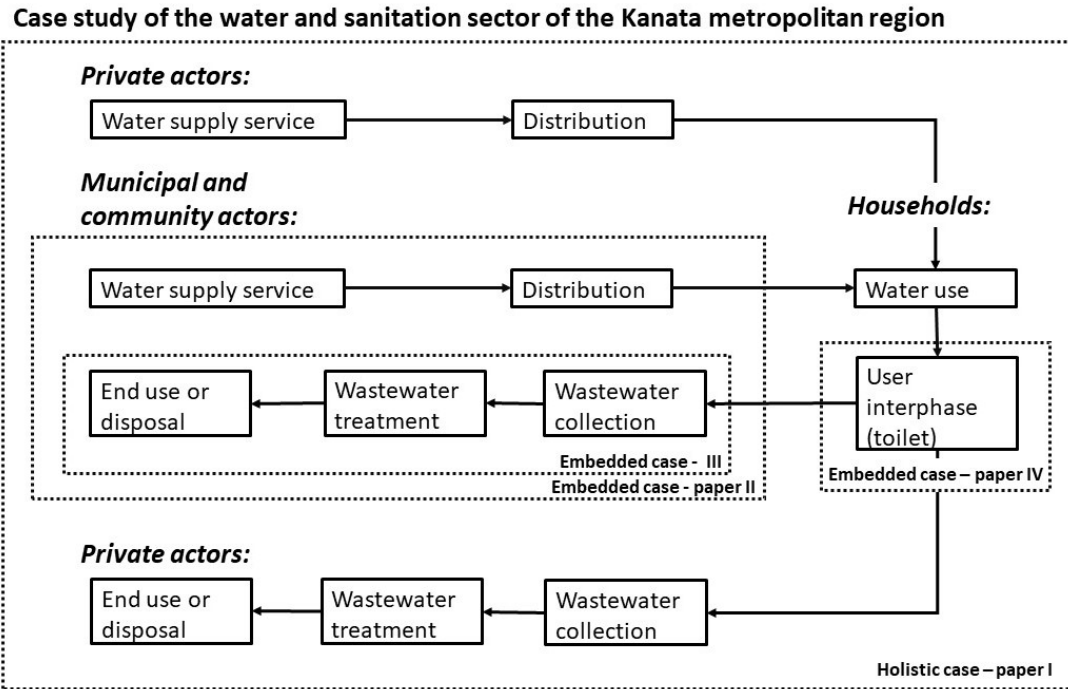 Case study of the water and sanitation sector of the Kanata metropolitan region
Private actors:
Water supply service
Distribution
Municipal and
community actors:
Households:
Water supply service
Distribution
Water use
End use or
disposal
Wastewater
treatment
Wastewater
collection
User
interphase
(toilet)
Embedded case - III
Embedded case - paper II
Embedded case – paper IV
Private actors:
End use or
disposal
Wastewater
treatment
Wastewater
collection
Holistic case – paper I